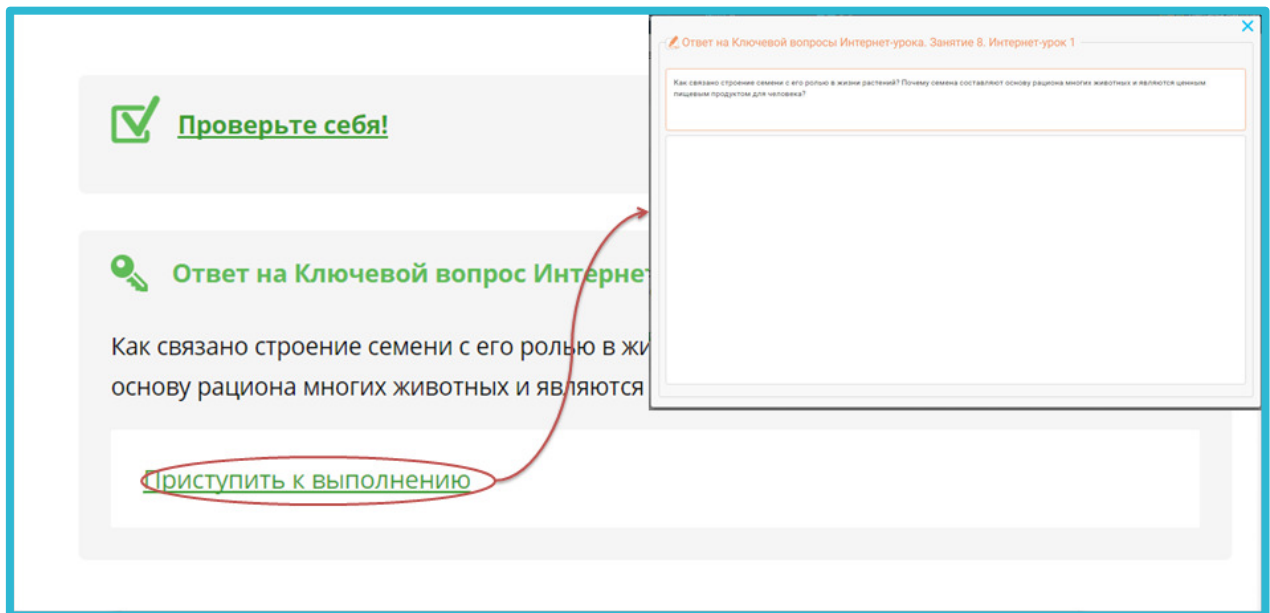 Проверьте себя!
Ответ на Ключевой вопрос Интернет
Как связано строение семени с его ролью в жи
основу рациона многих животных и являются
Приступить к выполнению
Ответ на Ключевой вопросы Интернет-урока. Занятие 8. Интернет-урок 1
Как связано строение семени с его ролью в жизни растений? Почему семена составляют основу рациона многих животных и являются ценным
пищевым продуктом для человека?